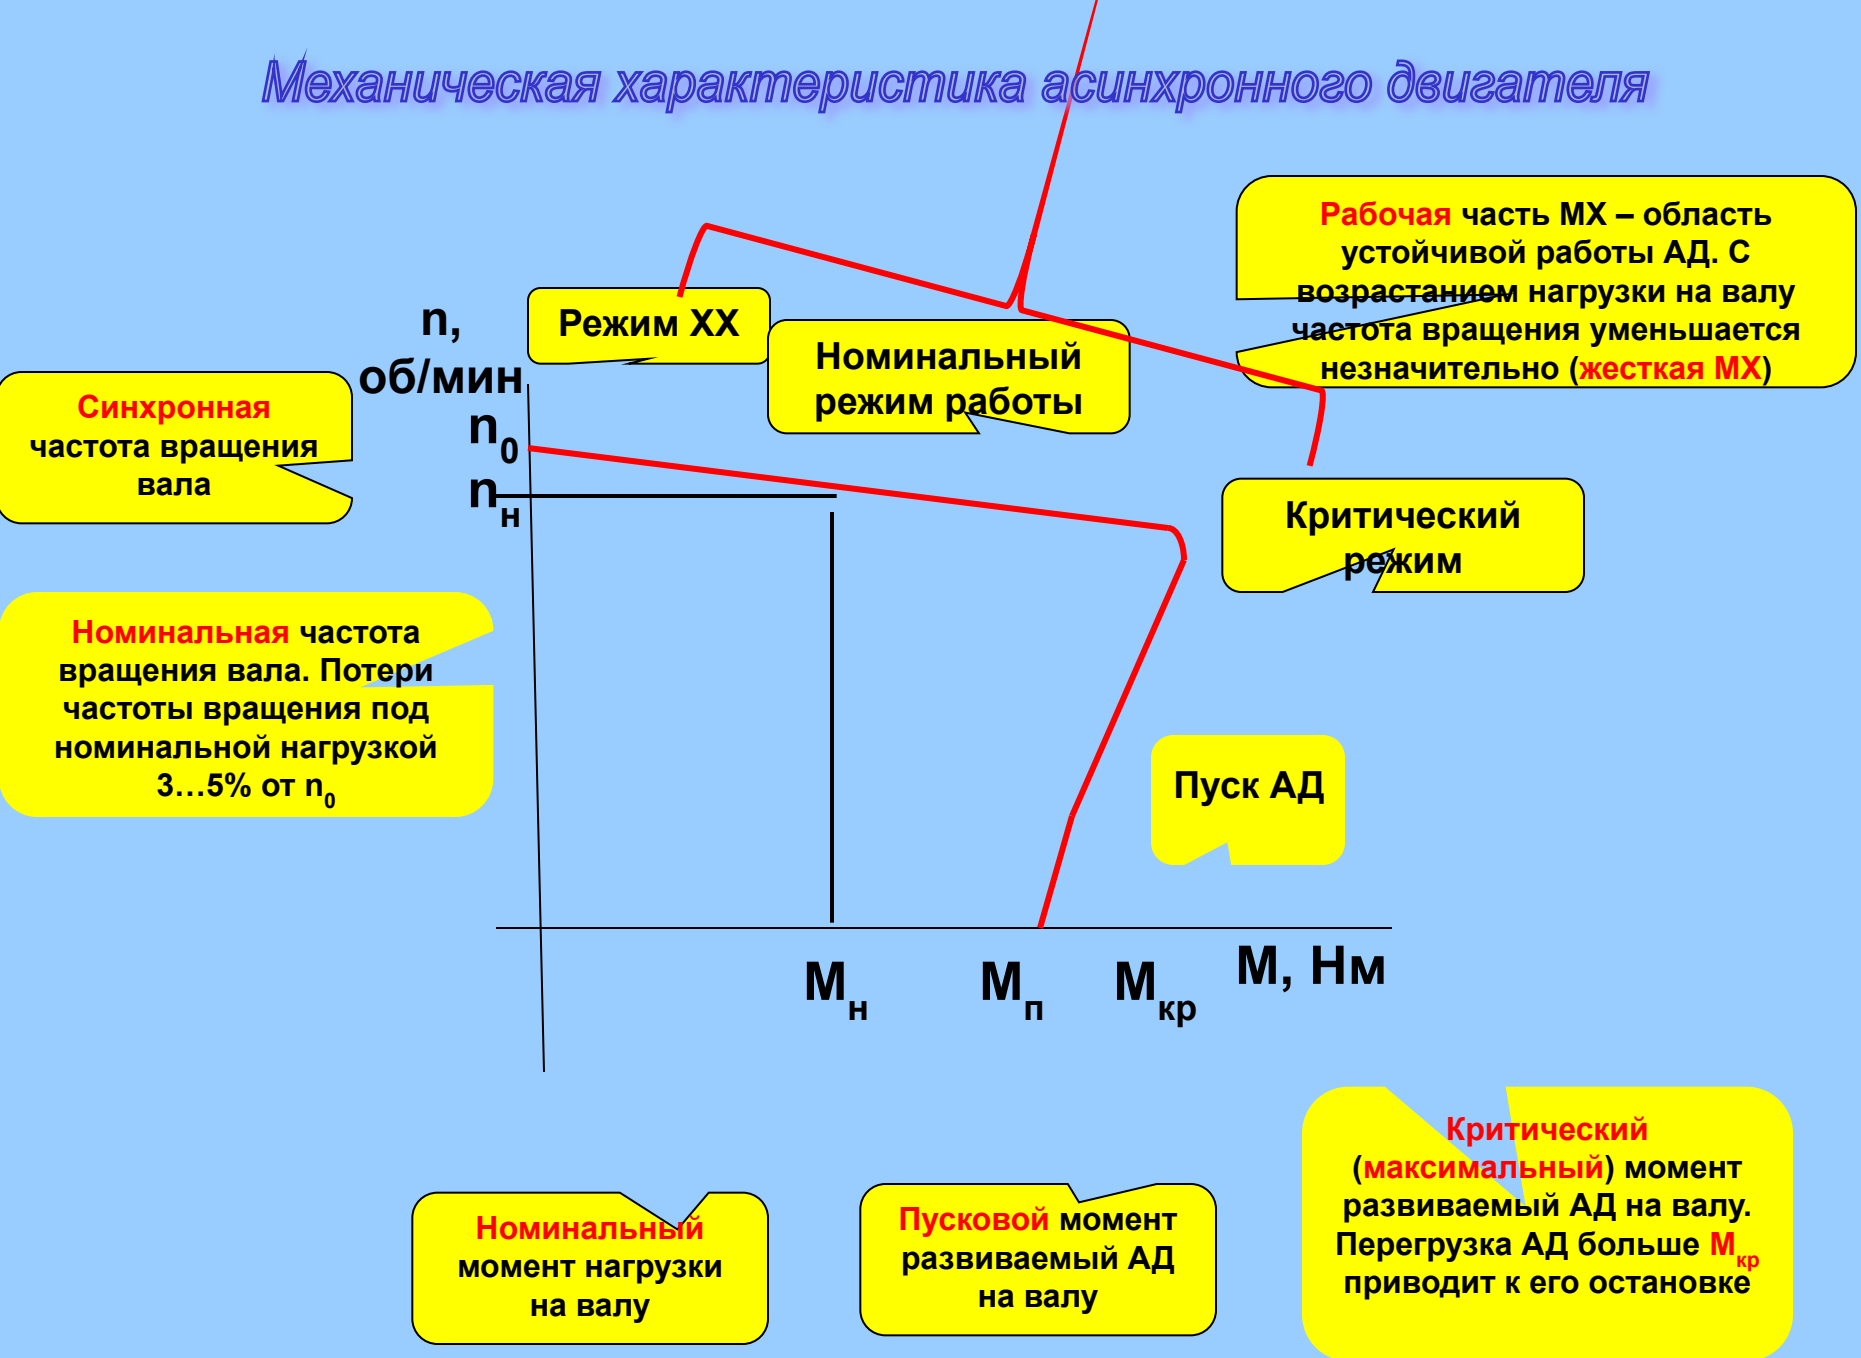 Механическая характеристика асинхронного двигателя
Рабочая часть МХ – область
устойчивой работы АД. С
возрастанием нагрузки на валу
частота вращения уменьшается
незначительно (жесткая МХ)
n,
об/мин
Режим ХХ
Номинальный
режим работы
Синхронная
частота вращения
вала
n0
nн
Критический
режим
Номинальная частота
вращения вала. Потери
частоты вращения под
номинальной нагрузкой
3…5% от n0
Пуск АД
Мн
Мп
Мкр
М, Нм
Номинальный
момент нагрузки
на валу
Пусковой момент
развиваемый АД
на валу
Критический
(максимальный) момент
развиваемый АД на валу.
Перегрузка АД больше Мкр
приводит к его остановке